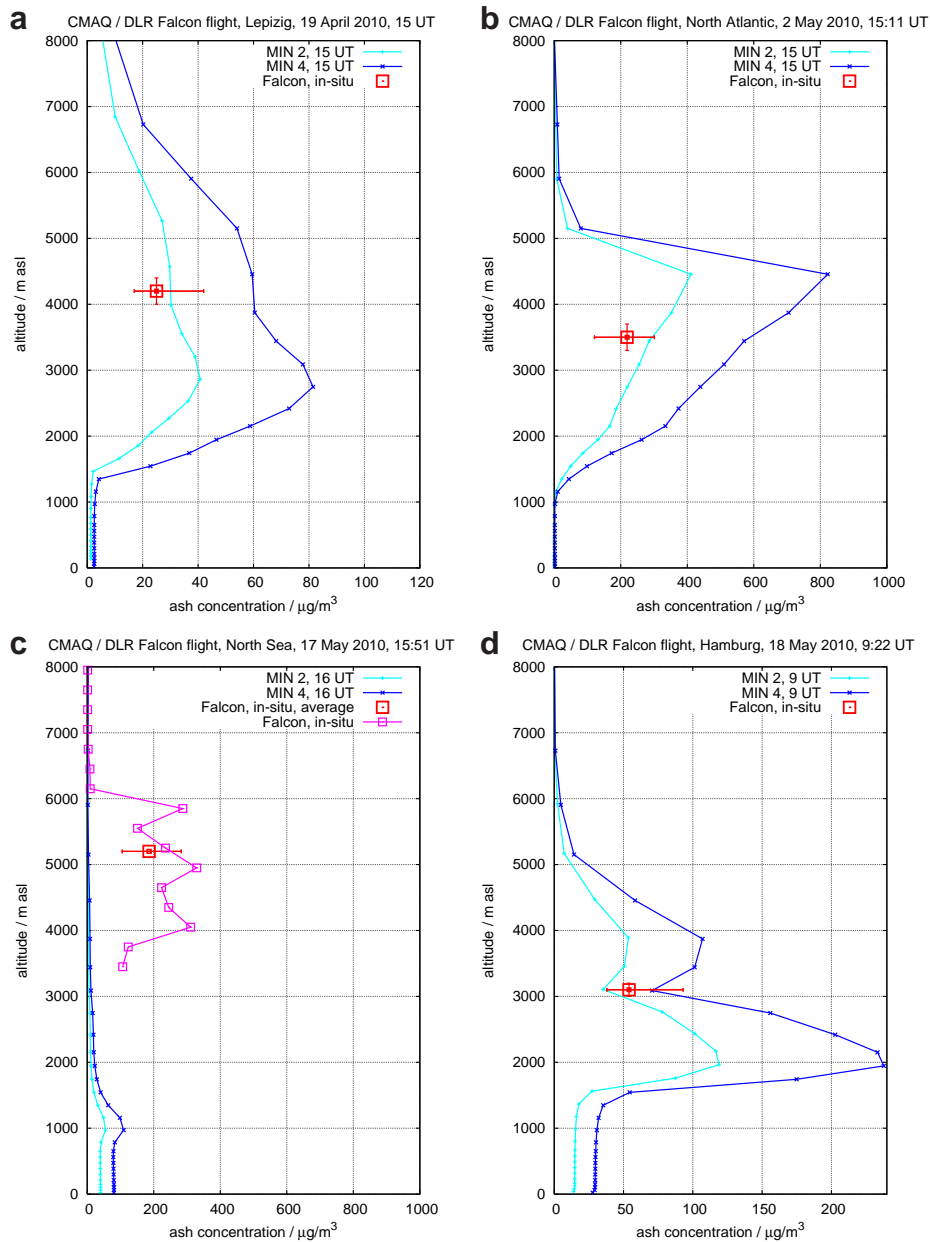 a
CMAQ / DLR Falcon flight, Lepizig, 19 April 2010, 15 UT
MIN 2, 15 UT
MIN 4, 15 UT
Falcon, in-situ
8000
7000
6000
5000
4000
3000
2000
1000
0
altitude / m asl
0 20 40 60 80 100 120
ash concentration / µg/m³
b
CMAQ / DLR Falcon flight, North Atlantic, 2 May 2010, 15:11 UT
MIN 2, 15 UT
MIN 4, 15 UT
Falcon, in-situ
8000
7000
6000
5000
4000
3000
2000
1000
0
altitude / m asl
0 200 400 600 800 1000
ash concentration / µg/m³
c
CMAQ / DLR Falcon flight, North Sea, 17 May 2010, 15:51 UT
MIN 2, 16 UT
MIN 4, 16 UT
Falcon, in-situ, average
Falcon, in-situ
8000
7000
6000
5000
4000
3000
2000
1000
0
altitude / m asl
0 200 400 600 800 1000
ash concentration / µg/m³
d
CMAQ / DLR Falcon flight, Hamburg, 18 May 2010, 9:22 UT
MIN 2, 9 UT
MIN 4, 9 UT
Falcon, in-situ
8000
7000
6000
5000
4000
3000
2000
1000
0
altitude / m asl
0 50 100 150 200
ash concentration / µg/m³